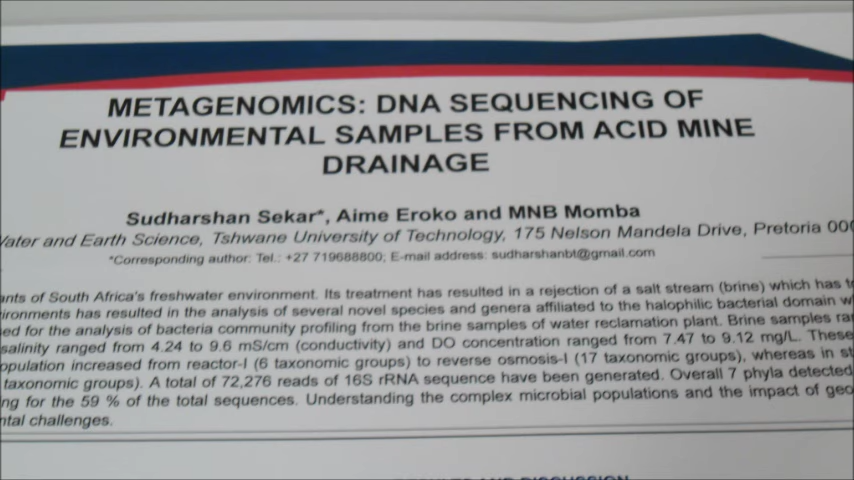 METAGENOMICS: DNA SEQUENCING OF
ENVIRONMENTAL SAMPLES FROM ACID MINE
DRAINAGE
Sudharshan Sekar*, Aime Eroko and MNB Momba
Water and Earth Science, Tshwane University of Technology, 175 Nelson Mandela Drive, Pretoria 000
*Corresponding author: Tel.: +27 719688800; E-mail address: sudharshanbt@gmail.com
ants of South Africa's freshwater environment. Its treatment has resulted in a rejection of a salt stream (brine) which has t
ironments has resulted in the analysis of several novel species and genera affiliated to the halophilic bacterial domain w
ed for the analysis of bacteria community profiling from the brine samples of water reclamation plant. Brine samples ra
salinity ranged from 4.24 to 9.6 mS/cm (conductivity) and DO concentration ranged from 7.47 to 9.12 mg/L. These
opulation increased from reactor-I (6 taxonomic groups) to reverse osmosis-I (17 taxonomic groups), whereas in st
taxonomic groups). A total of 72,276 reads of 16S rRNA sequence have been generated. Overall 7 phyla detected
ng for the 59 % of the total sequences. Understanding the complex microbial populations and the impact of geo
ntal challenges.
RESULTS AND DISCUSSION